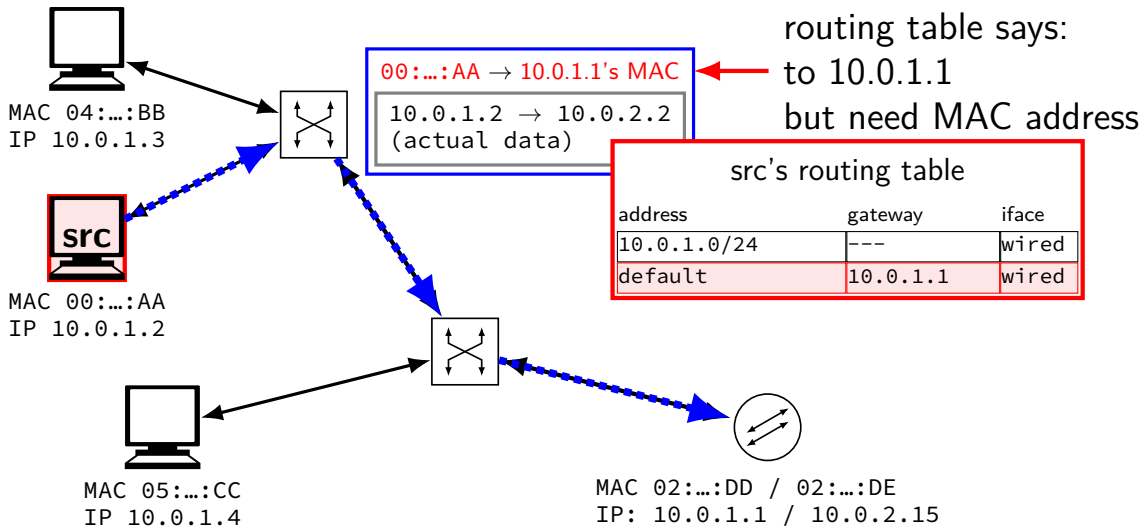 routing table says:
to 10.0.1.1
but need MAC address
00:…:AA → 10.0.1.1's MAC
10.0.1.2 → 10.0.2.2
(actual data)
src's routing table
address gateway iface
10.0.1.0/24 --- wired
default 10.0.1.1 wired
MAC 04:…:BB
IP 10.0.1.3
src
MAC 00:…:AA
IP 10.0.1.2
MAC 05:…:CC
IP 10.0.1.4
MAC 02:…:DD / 02:…:DE
IP: 10.0.1.1 / 10.0.2.15